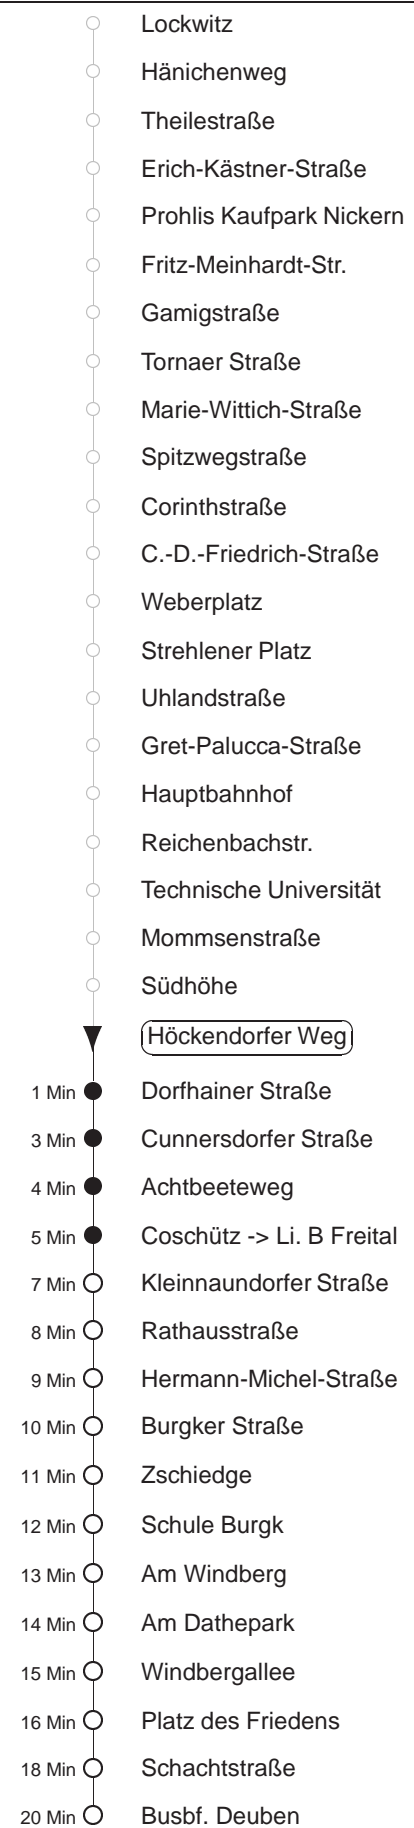 Lockwitz
Hänichenweg
Theilestraße
Erich-Kästner-Straße
Prohlis Kaufpark Nickern
Fritz-Meinhardt-Str.
Gamigstraße
Tornaer Straße
Marie-Wittich-Straße
Spitzwegstraße
Corinthstraße
C.-D.-Friedrich-Straße
Weberplatz
Strehlener Platz
Uhlandstraße
Gret-Palucca-Straße
Hauptbahnhof
Reichenbachstr.
Technische Universität
Mommsenstraße
Südhöhe
Höckendorfer Weg
1 Min Dorfhainer Straße
3 Min Cunnersdorfer Straße
4 Min Achtbeeteweg
5 Min Coschütz -> Li. B Freital
7 Min Kleinnaundorfer Straße
8 Min Rathausstraße
9 Min Hermann-Michel-Straße
10 Min Burgker Straße
11 Min Zschiedge
12 Min Schule Burgk
13 Min Am Windberg
14 Min Am Dathepark
15 Min Windbergallee
16 Min Platz des Friedens
18 Min Schachtstraße
20 Min Busbf. Deuben